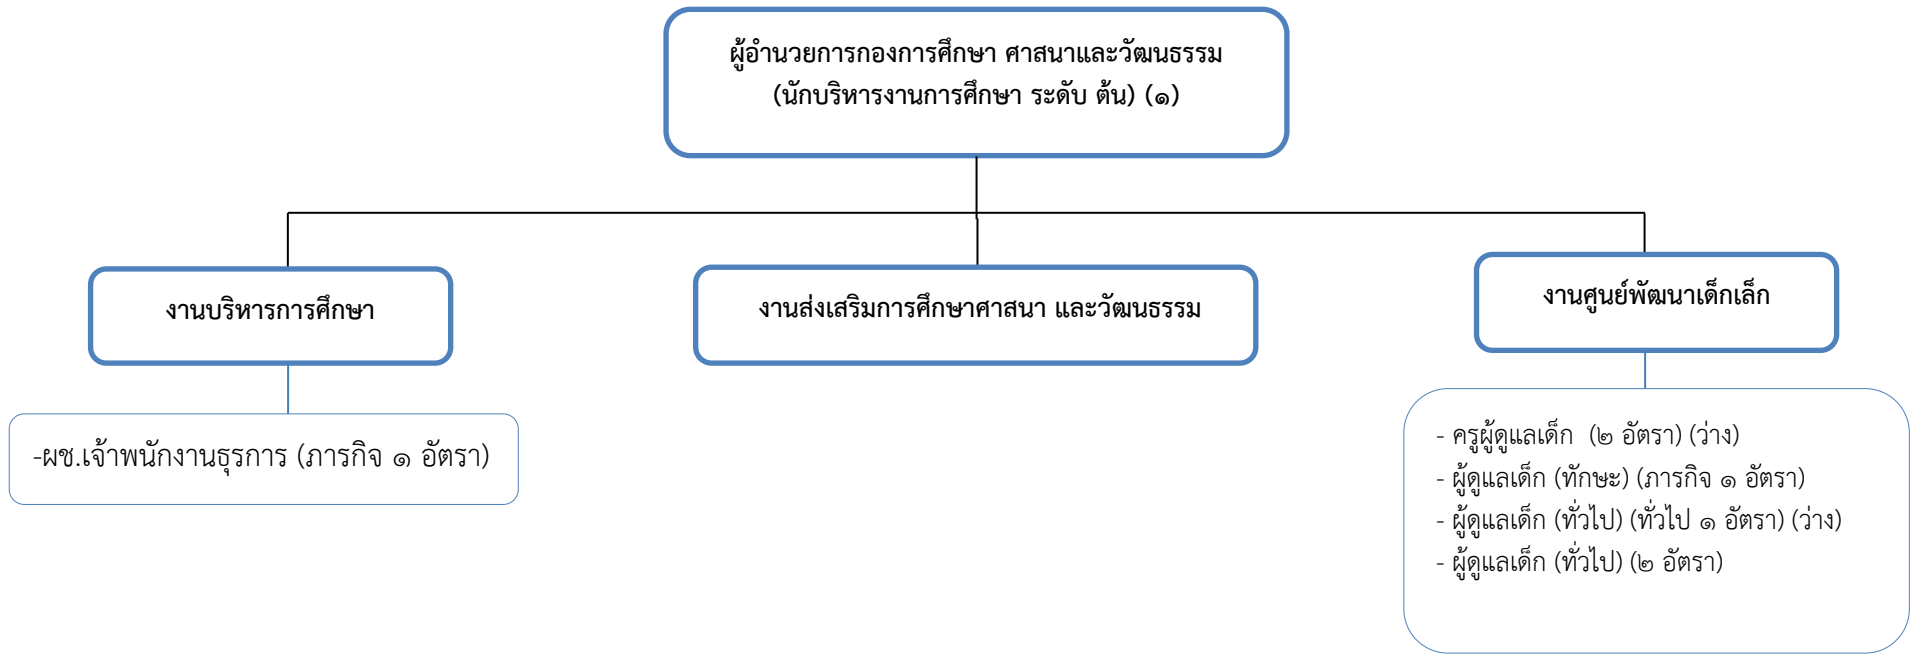 ผู้อำนวยการกองการศึกษา ศาสนาและวัฒนธรรม
(นักบริหารงานการศึกษา ระดับ ต้น) (๑)
งานบริหารการศึกษา
งานส่งเสริมการศึกษาศาสนา และวัฒนธรรม
งานศูนย์พัฒนาเด็กเล็ก
-ผช.เจ้าพนักงานธุรการ (ภารกิจ ๑ อัตรา)
- ครูผู้ดูแลเด็ก (๒ อัตรา) (ว่าง)
- ผู้ดูแลเด็ก (ทักษะ) (ภารกิจ ๑ อัตรา)
- ผู้ดูแลเด็ก (ทั่วไป) (ทั่วไป ๑ อัตรา) (ว่าง)
- ผู้ดูแลเด็ก (ทั่วไป) (๒ อัตรา)